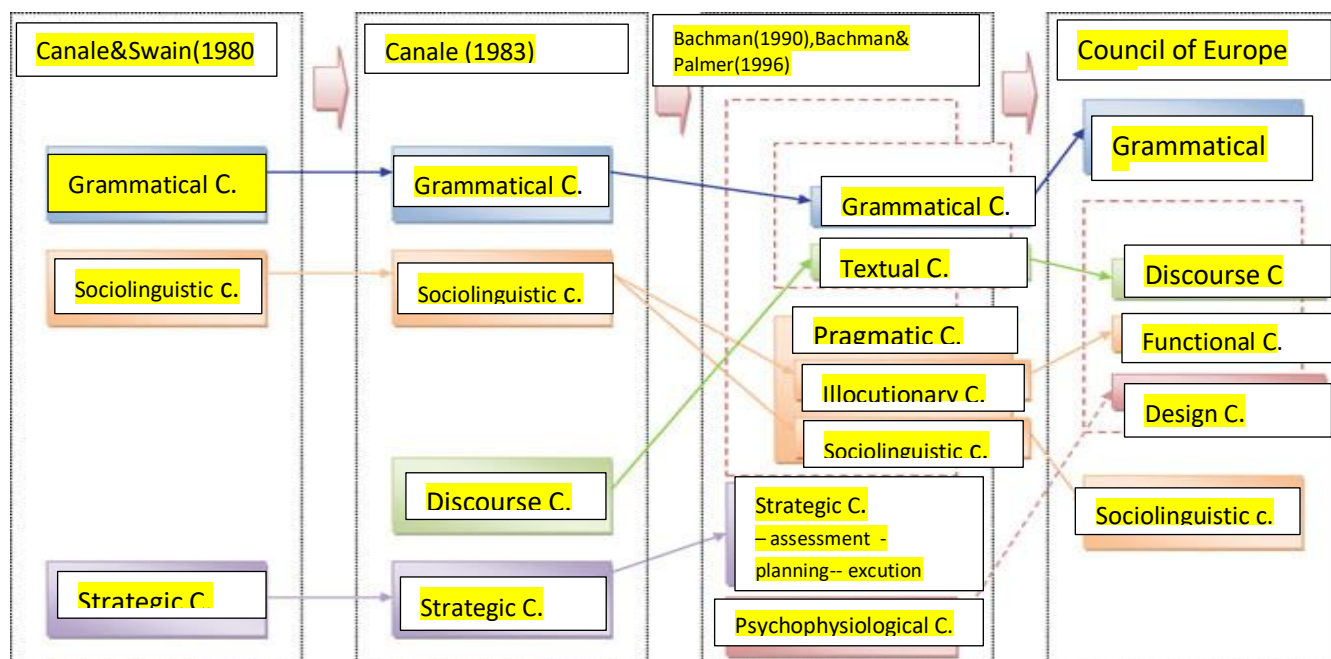 Canale&Swain(1980
Grammatical C.
Sociolinguistic c.
Strategic C.
Canale (1983)
Grammatical C.
Sociolinguistic c.
Discourse C.
Strategic C.
Bachman(1990),Bachman&
Palmer(1996)
Grammatical C.
Textual C.
Pragmatic C.
Illocutionary C.
Sociolinguistic c.
Strategic C.
– assessment -
planning-- excution
Psychophysiological C.
Council of Europe
Grammatical
Discourse C
Functional C.
Design C.
Sociolinguistic c.